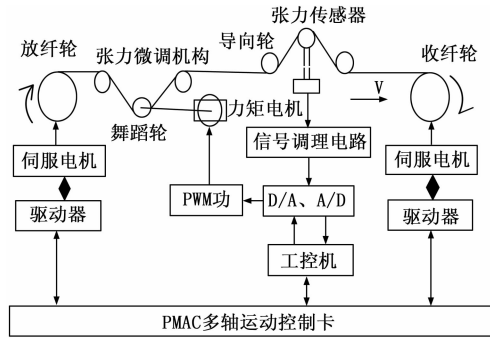 张力传感器
导向轮
放纤轮
张力微调机构
收纤轮
V
力矩电机
舞蹈轮
信号调理电路
伺服电机
伺服电机
PWM功
D/A、A/D
驱动器
驱动器
工控机
PMAC多轴运动控制卡